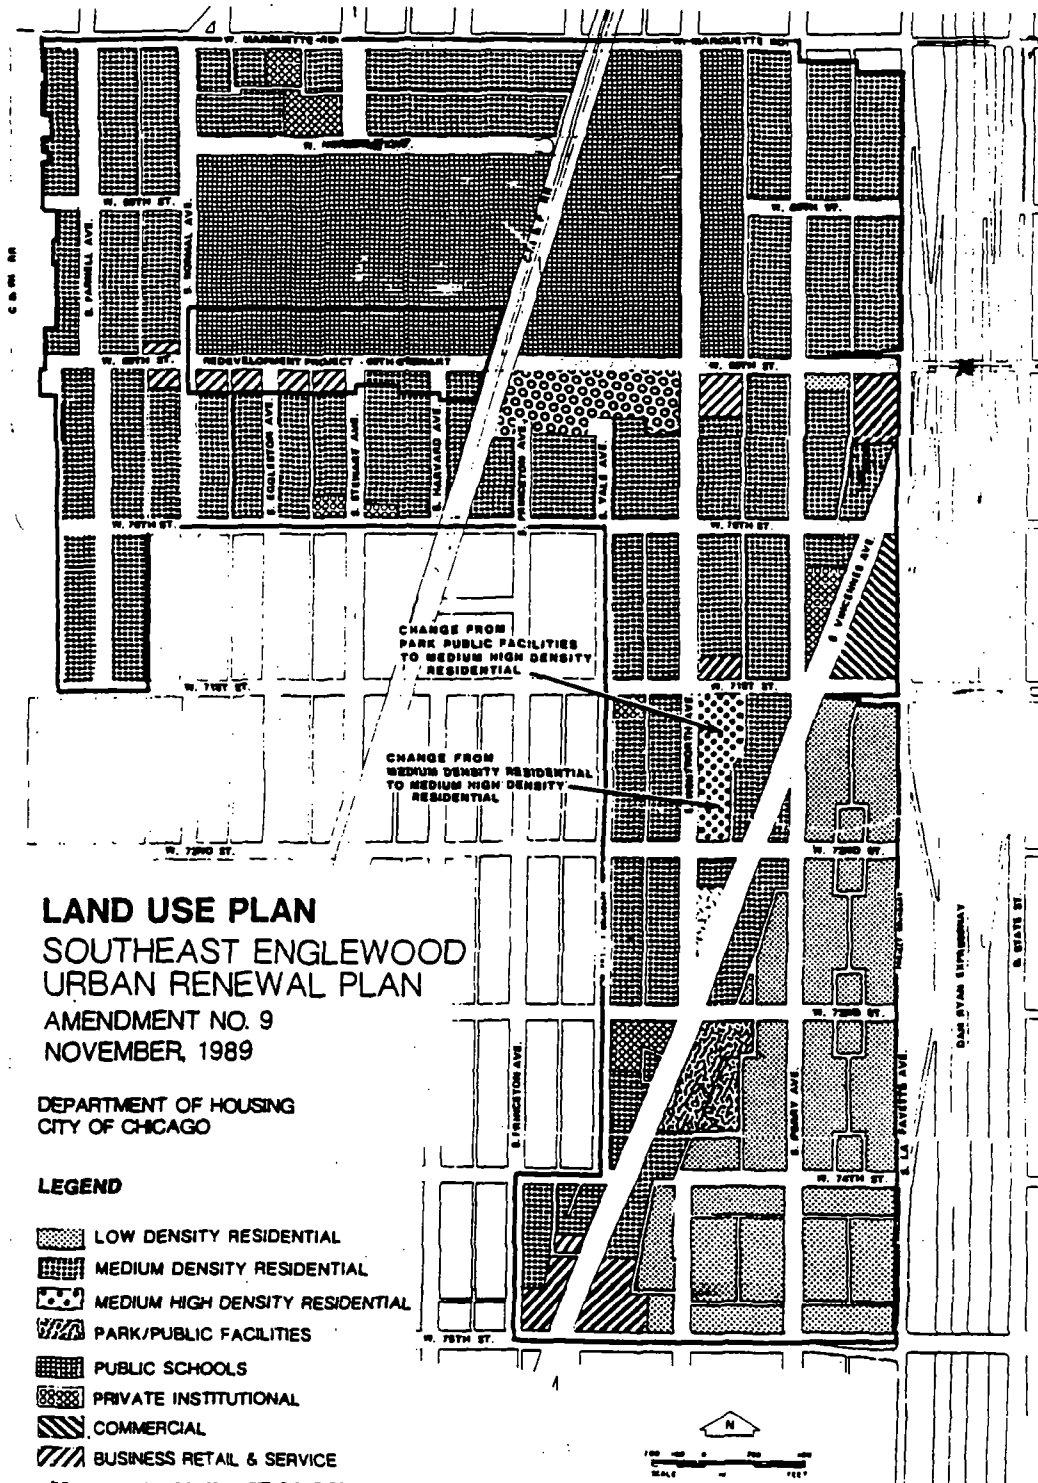 W. MARQUETTE RD.
W. MARQUETTE RD.
W. 68TH ST.
W. 68TH ST.
S. PARNELL AVE.
S. NORMAL AVE.
W. 69TH ST.
REDEVELOPMENT PROJECT
W. 69TH ST.
S. EGGLESTON AVE.
S. STEWART AVE.
S. HARVARD AVE.
S. PRINCETON AVE.
S. YALE AVE.
W. 70TH ST.
W. 70TH ST.
S. VINCENNES AVE.
CHANGE FROM
PARK PUBLIC FACILITIES
TO MEDIUM HIGH DENSITY
RESIDENTIAL
W. 71ST ST.
W. 71ST ST.
S. WENTWORTH AVE
CHANGE FROM
MEDIUM DENSITY RESIDENTIAL
TO MEDIUM HIGH DENSITY
RESIDENTIAL
W. 72ND ST.
W. 72ND ST.
LAND USE PLAN
SOUTHEAST ENGLEWOOD
URBAN RENEWAL PLAN
AMENDMENT NO. 9
NOVEMBER, 1989
DEPARTMENT OF HOUSING
CITY OF CHICAGO
DAN RYAN EXPRESSWAY
S. STATE ST.
W. 73RD ST.
S. PRINCETON AVE.
S. PERRY AVE.
S. LA FAYETTE AVE.
W. 74TH ST.
W. 75TH ST.
LEGEND
LOW DENSITY RESIDENTIAL
MEDIUM DENSITY RESIDENTIAL
MEDIUM HIGH DENSITY RESIDENTIAL
PARK/PUBLIC FACILITIES
PUBLIC SCHOOLS
PRIVATE INSTITUTIONAL
COMMERCIAL
BUSINESS RETAIL & SERVICE
N
SCALE
FEET